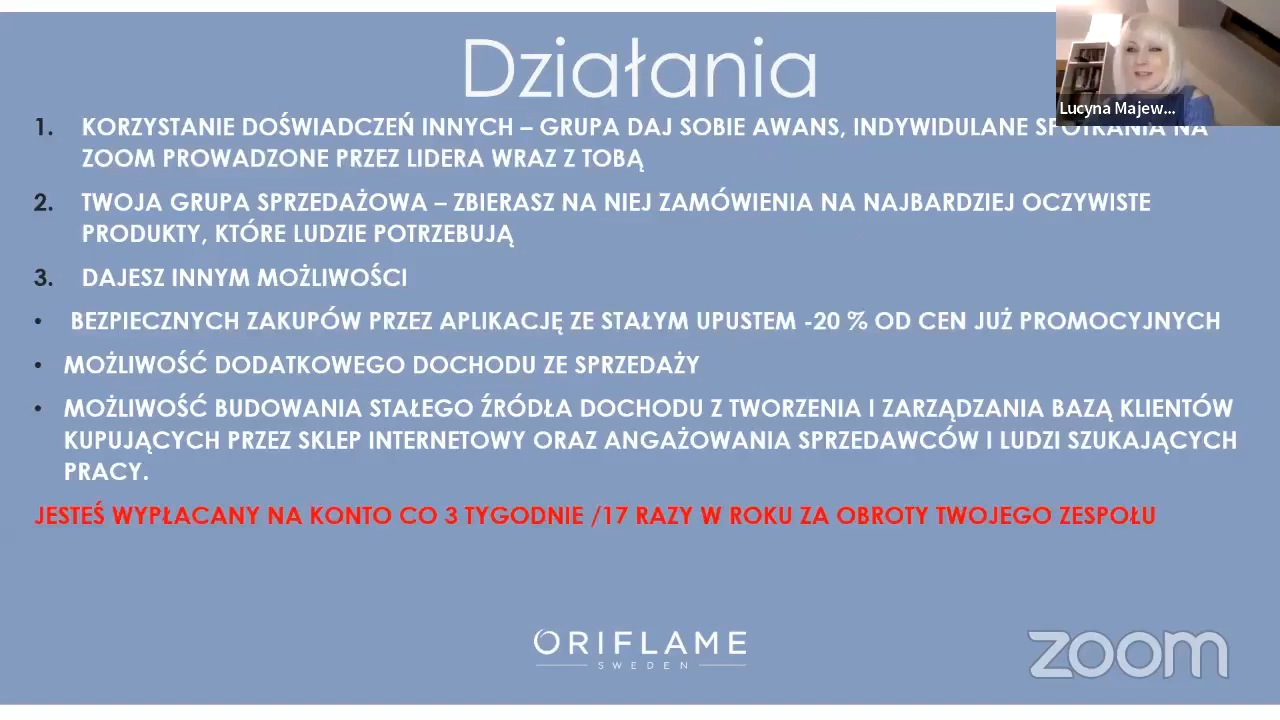 Działania
Lucyna Majew...
1. KORZYSTANIE DOŚWIADCZEŃ INNYCH – GRUPA DAJ SOBIE AWANS, INDYWIDULANE SPOTKANIA NA
ZOOM PROWADZONE PRZEZ LIDERA WRAZ Z TOBĄ
2. TWOJA GRUPA SPRZEDAŻOWA – ZBIERASZ NA NIEJ ZAMÓWIENIA NA NAJBARDZIEJ OCZYWISTE
PRODUKTY, KTÓRE LUDZIE POTRZEBUJĄ
3. DAJESZ INNYM MOŻLIWOŚCI
• BEZPIECZNYCH ZAKUPÓW PRZEZ APLIKACJĘ ZE STAŁYM UPUSTEM -20 % OD CEN JUŻ PROMOCYJNYCH
• MOŻLIWOŚĆ DODATKOWEGO DOCHODU ZE SPRZEDAŻY
• MOŻLIWOŚĆ BUDOWANIA STAŁEGO ŹRÓDŁA DOCHODU Z TWORZENIA I ZARZĄDZANIA BAZĄ KLIENTÓW
KUPUJĄCYCH PRZEZ SKLEP INTERNETOWY ORAZ ANGAŻOWANIA SPRZEDAWCÓW I LUDZI SZUKAJĄCYCH
PRACY.
JESTEŚ WYPŁACANY NA KONTO CO 3 TYGODNIE /17 RAZY W ROKU ZA OBROTY TWOJEGO ZESPOŁU
ORIFLAME
SWEDEN
zoom